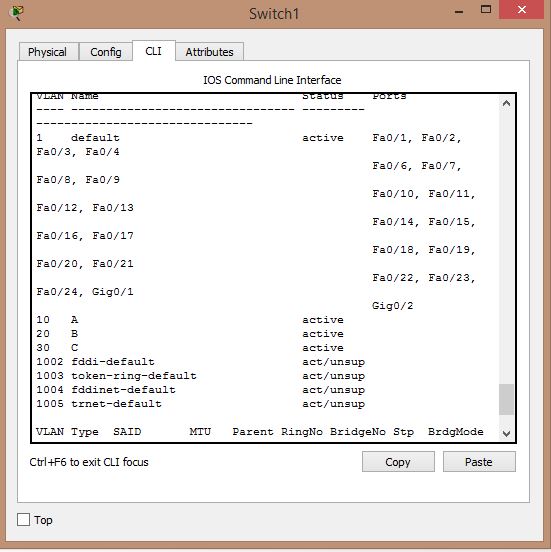 Switch1
Physical Config CLI Attributes
IOS Command Line Interface
VLAN Name Status Ports
---- -------------------------------- --------- -------------------------------
1 default active Fa0/1, Fa0/2,
Fa0/3, Fa0/4
Fa0/6, Fa0/7,
Fa0/8, Fa0/9
Fa0/10, Fa0/11,
Fa0/12, Fa0/13
Fa0/14, Fa0/15,
Fa0/16, Fa0/17
Fa0/18, Fa0/19,
Fa0/20, Fa0/21
Fa0/22, Fa0/23,
Fa0/24, Gig0/1
Gig0/2
10 A active
20 B active
30 C active
1002 fddi-default act/unsup
1003 token-ring-default act/unsup
1004 fddinet-default act/unsup
1005 trnet-default act/unsup
VLAN Type SAID MTU Parent RingNo BridgeNo Stp BrdgMode
Ctrl+F6 to exit CLI focus Copy Paste
Top